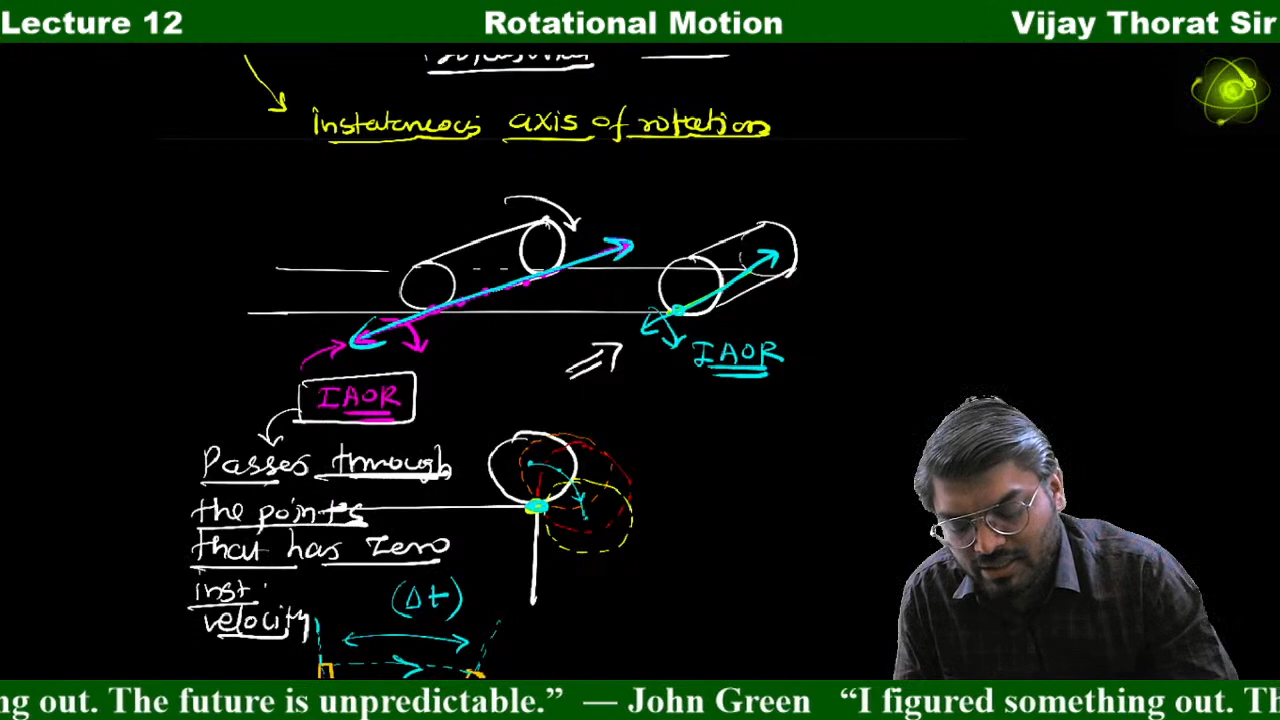 Lecture 12
Rotational Motion
Vijay Thorat Sir
Instataneous axis of rotation
IAOR
IAOR
Passes through
the points
that has zero
inst.
velocity
(Δt)
ng out. The future is unpredictable.” — John Green “I figured something out. Th